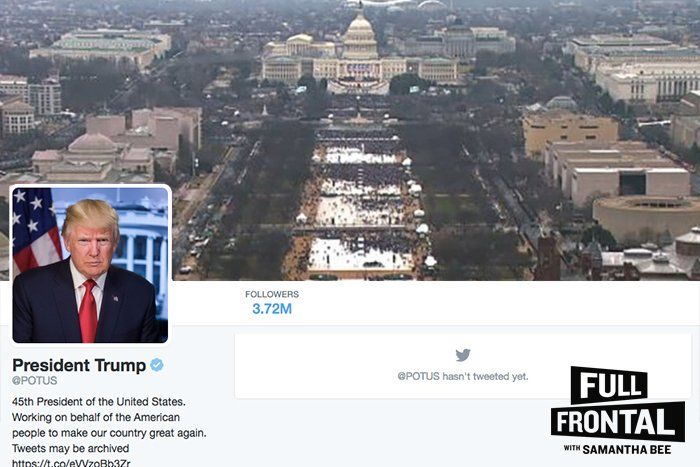 FOLLOWERS
3.72M
President Trump
@POTUS
45th President of the United States.
Working on behalf of the American
people to make our country great again.
Tweets may be archived
https://t.co/eVVzoBb3Zr
@POTUS hasn't tweeted yet.
FULL
FRONTAL
WITH SAMANTHA BEE